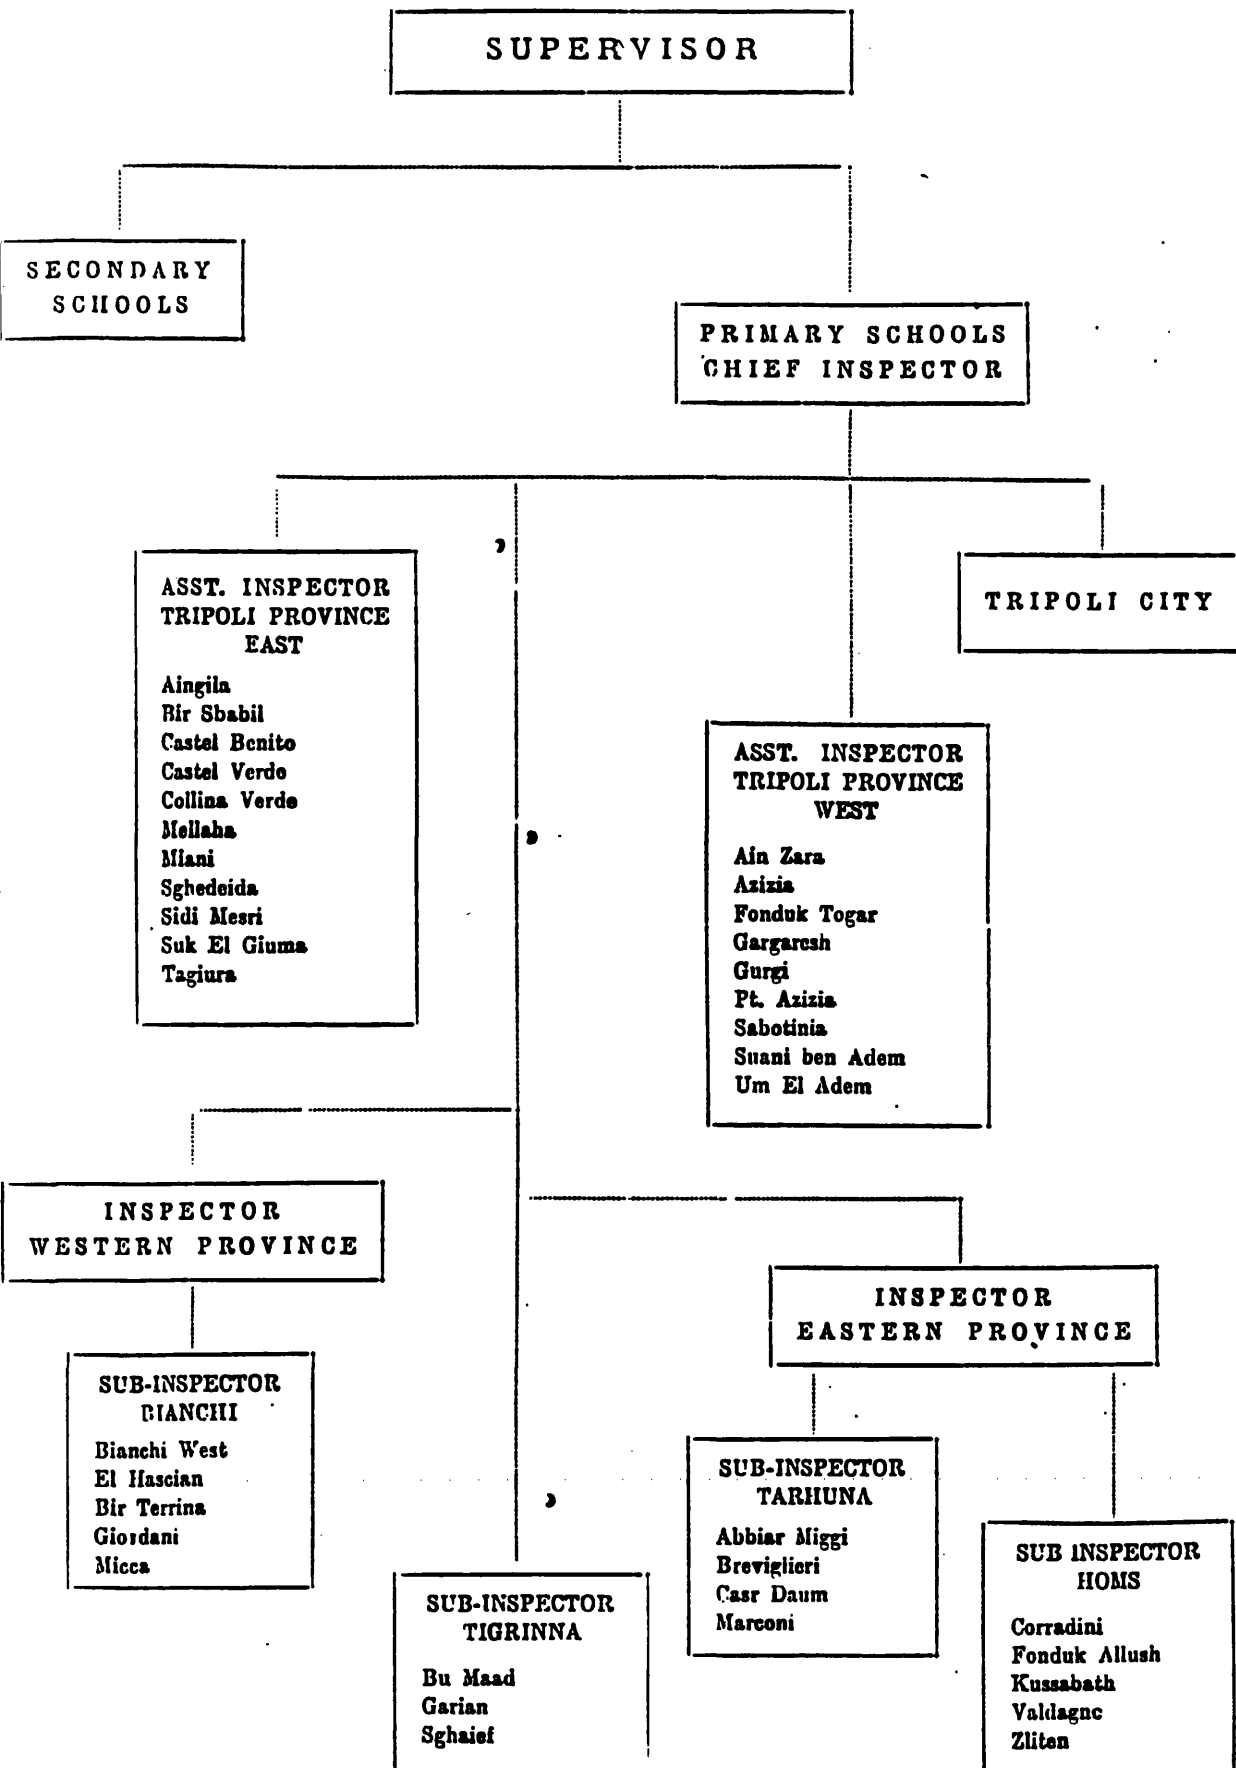 SUPERVISOR
SECONDARY
SCHOOLS
PRIMARY SCHOOLS
CHIEF INSPECTOR
ASST. INSPECTOR
TRIPOLI PROVINCE
EAST
Aingila
Bir Sbabil
Castel Benito
Castel Verde
Collina Verde
Mellaha
Miani
Sghedeida
Sidi Mesri
Suk El Giuma
Tagiura
TRIPOLI CITY
ASST. INSPECTOR
TRIPOLI PROVINCE
WEST
Ain Zara
Azizia
Fonduk Togar
Gargaresh
Gurgi
Pt. Azizia
Sabotinia
Suani ben Adem
Um El Adem
INSPECTOR
WESTERN PROVINCE
INSPECTOR
EASTERN PROVINCE
SUB-INSPECTOR
BIANCHI
Bianchi West
El Hascian
Bir Terrina
Giordani
Micca
SUB-INSPECTOR
TIGRINNA
Bu Maad
Garian
Sghaief
SUB-INSPECTOR
TARHUNA
Abbiar Miggi
Breviglieri
Casr Daum
Marconi
SUB INSPECTOR
HOMS
Corradini
Fonduk Allush
Kussabath
Valdagne
Zliten